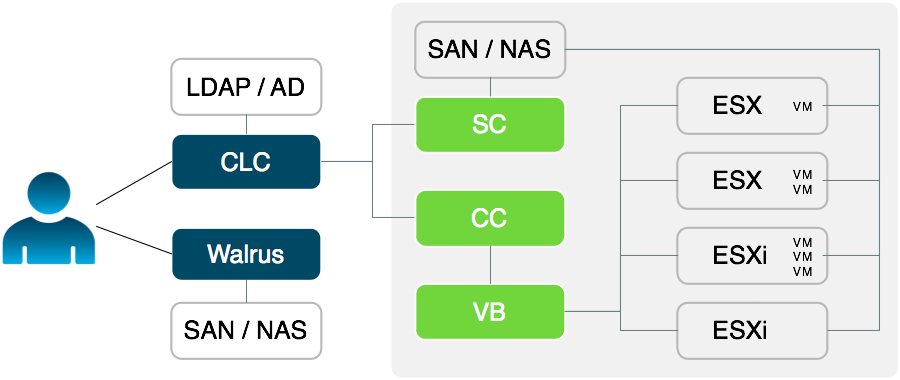 LDAP / AD
CLC
Walrus
SAN / NAS
SAN / NAS
SC
CC
VB
ESX VM
ESX VM
VM
ESXi VM
VM
VM
ESXi